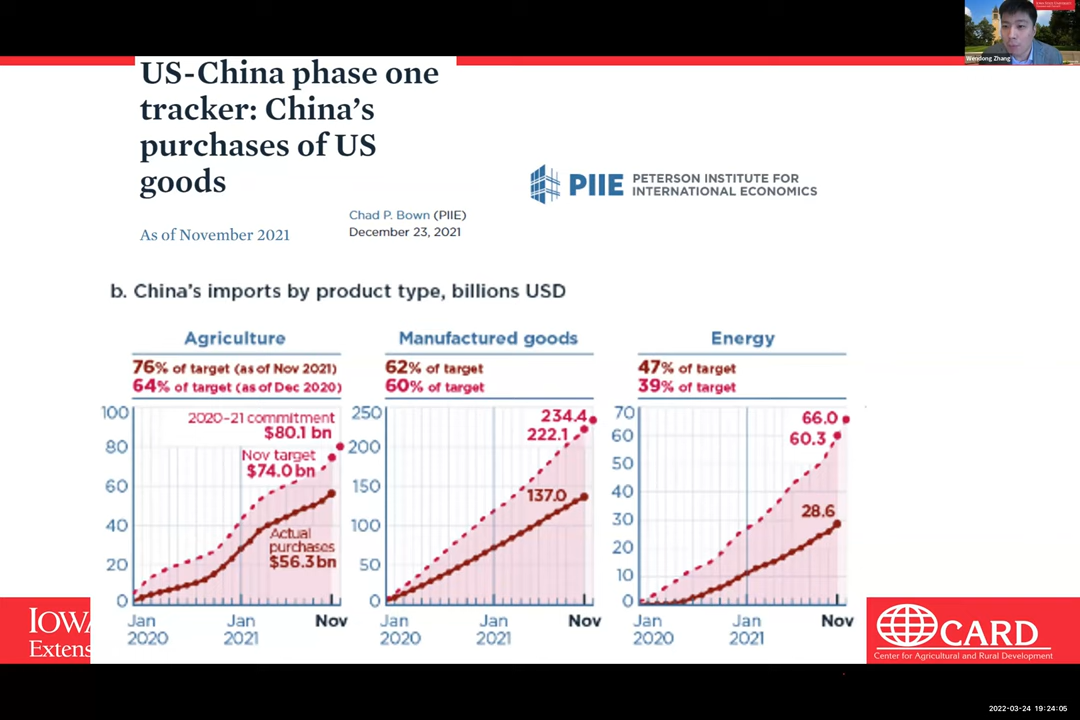 Wendong Zhang
US-China phase one
tracker: China's
purchases of US
goods
PIIE
PETERSON INSTITUTE FOR
INTERNATIONAL ECONOMICS
Chad P. Bown (PIIE)
As of November 2021
December 23, 2021
b. China's imports by product type, billions USD
Agriculture
76% of target (as of Nov 2021)
64% of target (as of Dec 2020)
100
80
60
40
20
0
2020-21 commitment
$80.1 bn
Nov target
$74.0 bn
Actual
purchases
$56.3 bn
Jan
2020
Jan
2021
Nov
Manufactured goods
62% of target
60% of target
250
200
150
100
50
0
234.4
222.1
137.0
Jan
2020
Jan
2021
Nov
Energy
47% of target
39% of target
70
60
50
40
30
20
10
0
66.0
60.3
28.6
Jan
2020
Jan
2021
Nov
IOWA
Extens
CARD
Center for Agricultural and Rural Development
2022-03-24 19:24:05